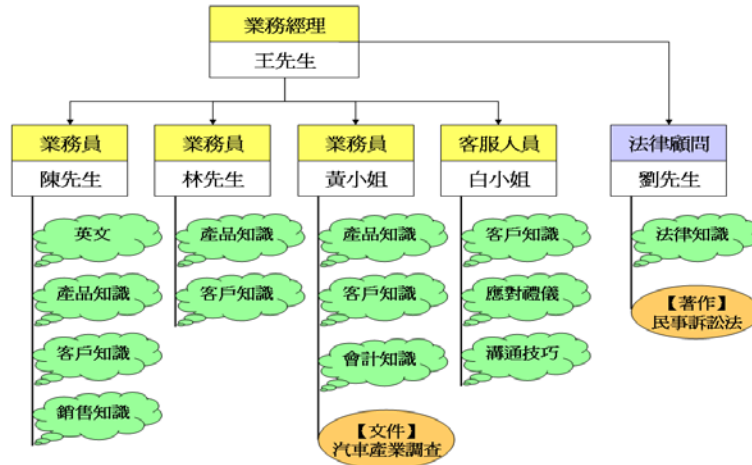 業務經理
王先生
業務員
陳先生
業務員
林先生
業務員
黃小姐
客服人員
白小姐
法律顧問
劉先生
英文
產品知識
客戶知識
銷售知識
產品知識
客戶知識
產品知識
客戶知識
會計知識
【文件】
汽車產業調查
客戶知識
應對禮儀
溝通技巧
法律知識
【著作】
民事訴訟法